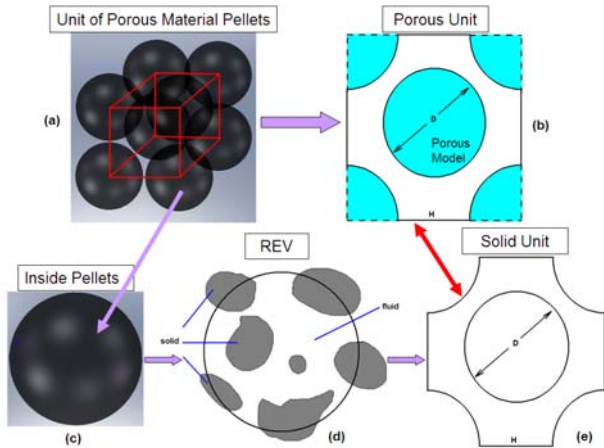 Unit of Porous Material Pellets
Porous Unit
(a)
D
Porous
Model
(b)
H
REV
Solid Unit
Inside Pellets
solid
fluid
D
H
(c)
(d)
(e)